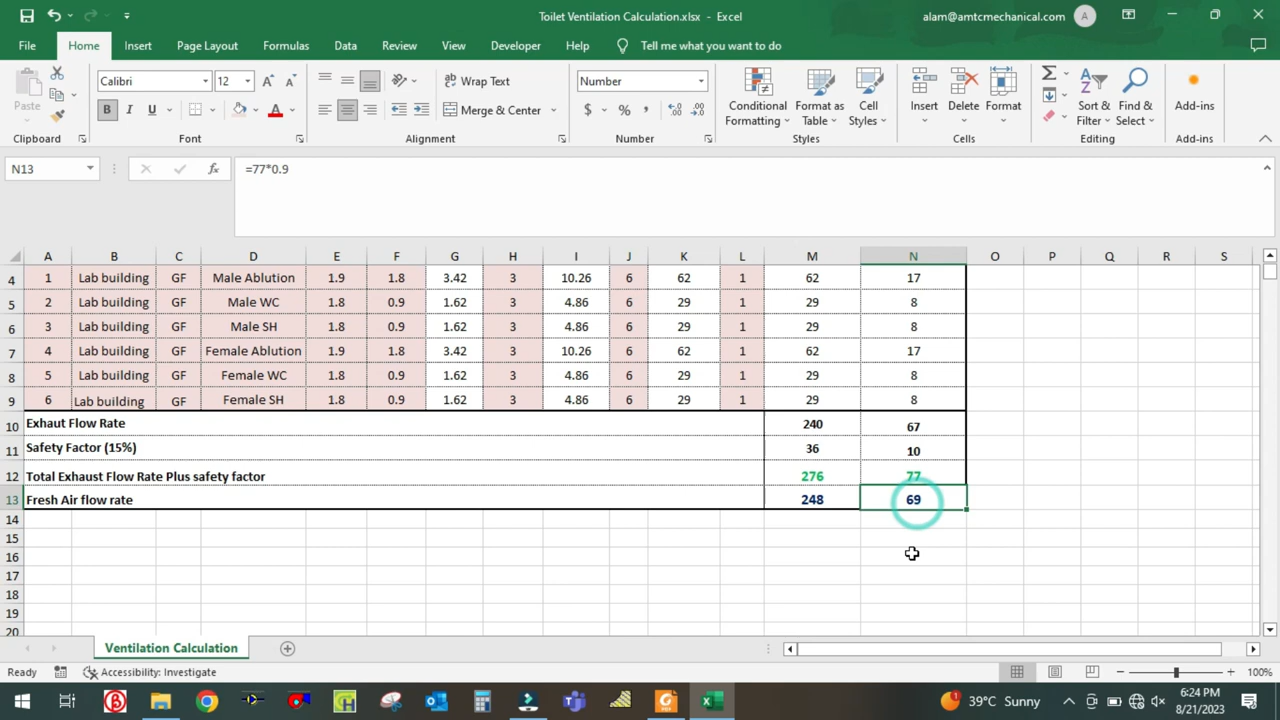 Toilet Ventilation Calculation.xlsx - Excel
alam@amtcmechanical.com
A
File Home Insert Page Layout Formulas Data Review View Developer Help Tell me what you want to do
Paste
Clipboard
Calibri 12
B I U
Font
Wrap Text
Merge & Center
Alignment
Number
$ % ,
Number
Conditional Formatting
Format as Table
Cell Styles
Styles
Insert
Delete
Format
Cells
Sort & Filter
Find & Select
Editing
Add-ins
Add-ins
N13 fx =77*0.9
A B C D E F G H I J K L M N O P Q R S
4 1 Lab building GF Male Ablution 1.9 1.8 3.42 3 10.26 6 62 1 62 17
5 2 Lab building GF Male WC 1.8 0.9 1.62 3 4.86 6 29 1 29 8
6 3 Lab building GF Male SH 1.8 0.9 1.62 3 4.86 6 29 1 29 8
7 4 Lab building GF Female Ablution 1.9 1.8 3.42 3 10.26 6 62 1 62 17
8 5 Lab building GF Female WC 1.8 0.9 1.62 3 4.86 6 29 1 29 8
9 6 Lab building GF Female SH 1.8 0.9 1.62 3 4.86 6 29 1 29 8
10 Exhaut Flow Rate 240 67
11 Safety Factor (15%) 36 10
12 Total Exhaust Flow Rate Plus safety factor 276 77
13 Fresh Air flow rate 248 69
14
15
16
17
18
19
20
Ventilation Calculation
Ready Accessibility: Investigate 100%
39°C Sunny
6:24 PM
8/21/2023